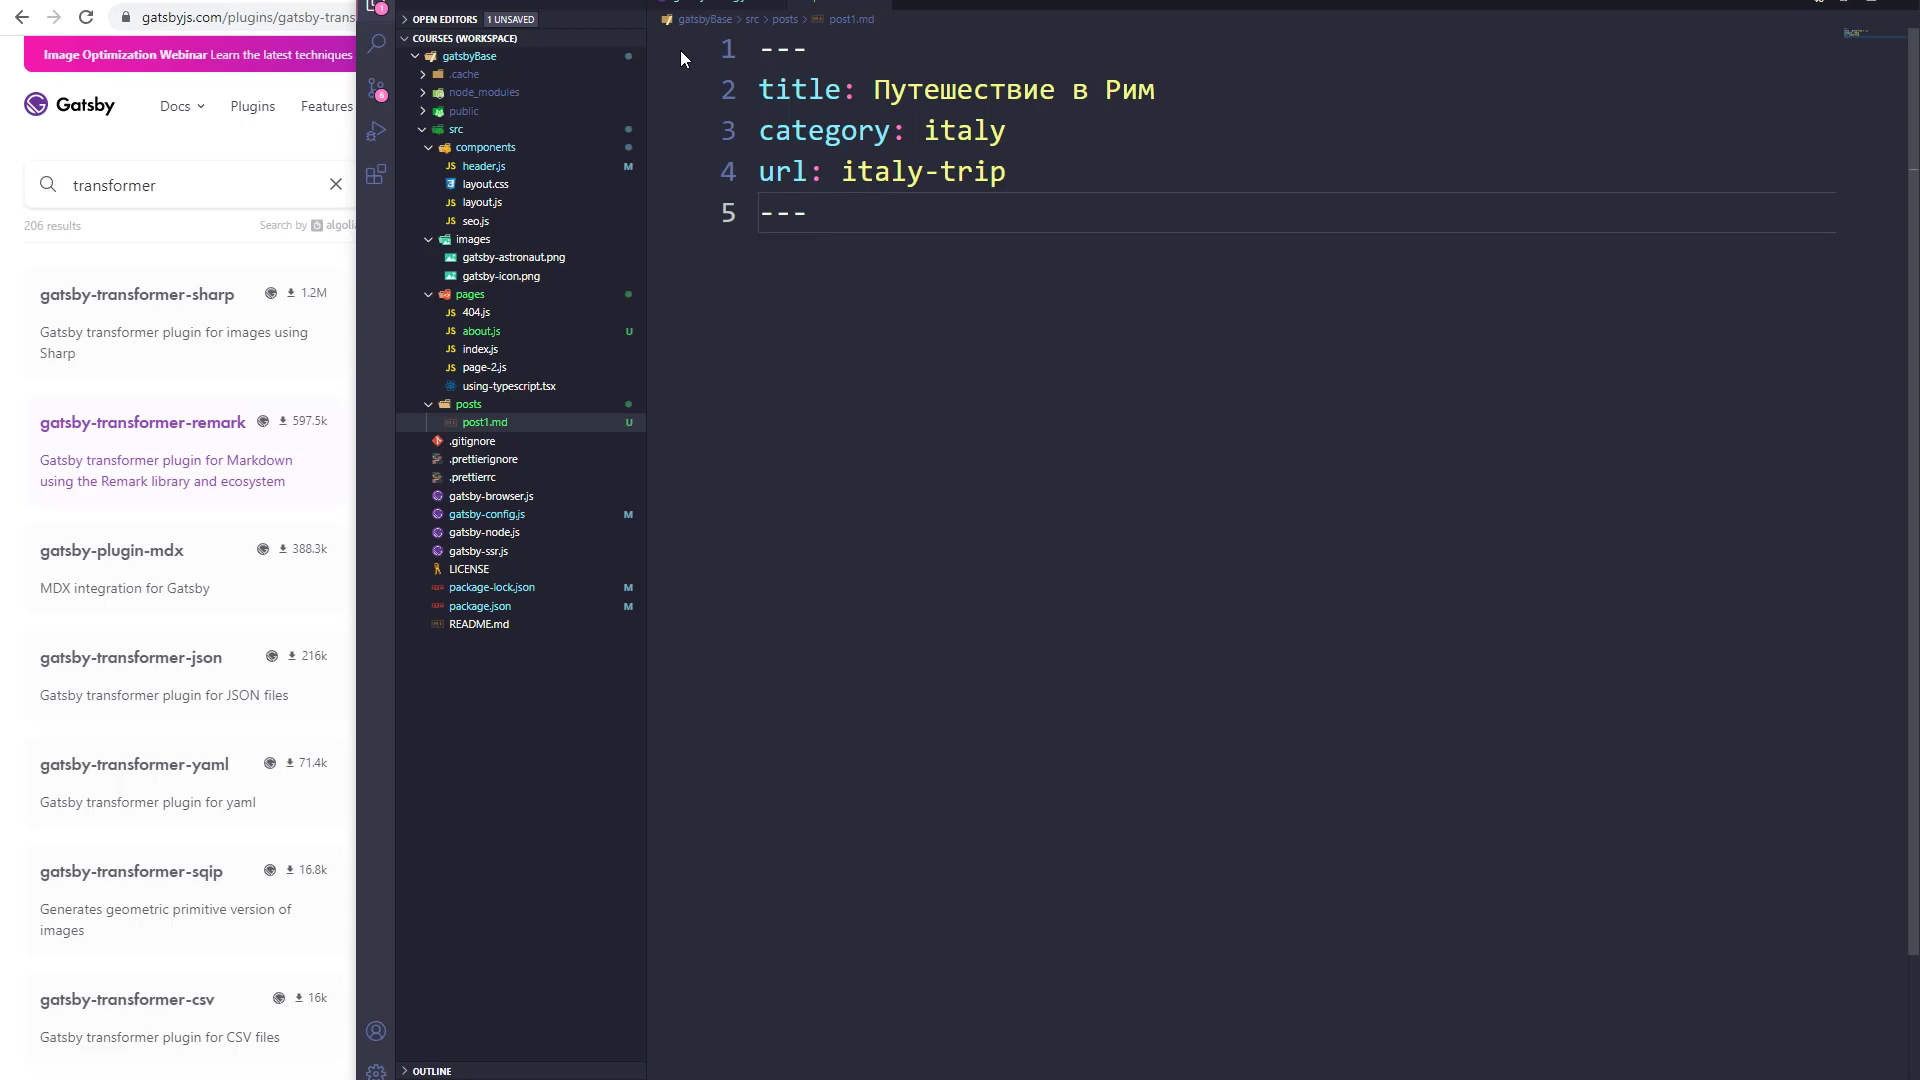 gatsbyjs.com/plugins/gatsby-trans
Image Optimization Webinar Learn the latest techniques
Gatsby
Docs
Plugins
Features
transformer
206 results
Search by algolia
gatsby-transformer-sharp
1.2M
Gatsby transformer plugin for images using
Sharp
gatsby-transformer-remark
597.5k
Gatsby transformer plugin for Markdown
using the Remark library and ecosystem
gatsby-plugin-mdx
388.3k
MDX integration for Gatsby
gatsby-transformer-json
216k
Gatsby transformer plugin for JSON files
gatsby-transformer-yaml
71.4k
Gatsby transformer plugin for yaml
gatsby-transformer-sqip
16.8k
Generates geometric primitive version of
images
gatsby-transformer-csv
16k
Gatsby transformer plugin for CSV files
1
6
OPEN EDITORS 1 UNSAVED
COURSES (WORKSPACE)
gatsbyBase
.cache
node_modules
public
src
components
header.js M
layout.css
layout.js
seo.js
images
gatsby-astronaut.png
gatsby-icon.png
pages
404.js
about.js U
index.js
page-2.js
using-typescript.tsx
posts
post1.md U
.gitignore
.prettierignore
.prettierrc
gatsby-browser.js
gatsby-config.js M
gatsby-node.js
gatsby-ssr.js
LICENSE
package-lock.json M
package.json M
README.md
OUTLINE
gatsbyBase > src > posts > post1.md
1 ---
2 title: Путешествие в Рим
3 category: italy
4 url: italy-trip
5 ---